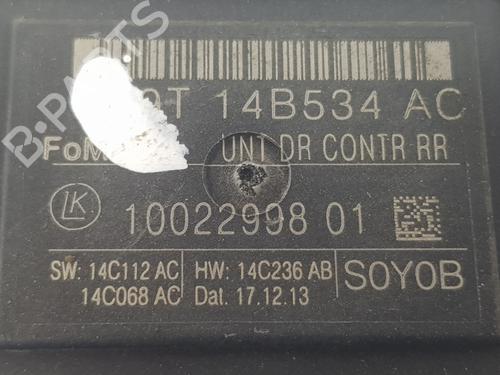 14B534 AC
UNT DR CONTR RR
LK
10022998 01
SW: 14C112 AC
14C068 AC
HW: 14C236 AB
Dat. 17.12.13
SOYOB
B-PARTS